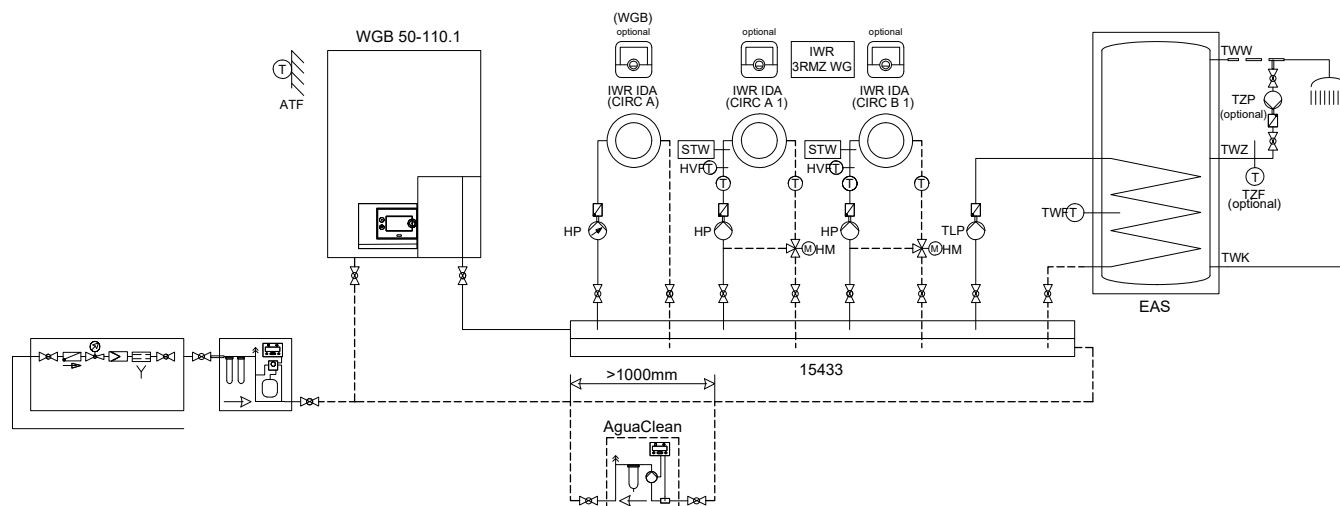 WGB 50-110.1
T
ATF
(WGB)
optional
IWR IDA
(CIRC A)
optional
IWR IDA
(CIRC A 1)
IWR
3RMZ WG
optional
IWR IDA
(CIRC B 1)
STW
HVFT
T
T
STW
HVFT
T
T
HP
HP
M
HM
HP
M
HM
TLP
TWW
TZP
(optional)
TWZ
T
TZF
(optional)
TWFT
TWK
EAS
15433
>1000mm
AguaClean